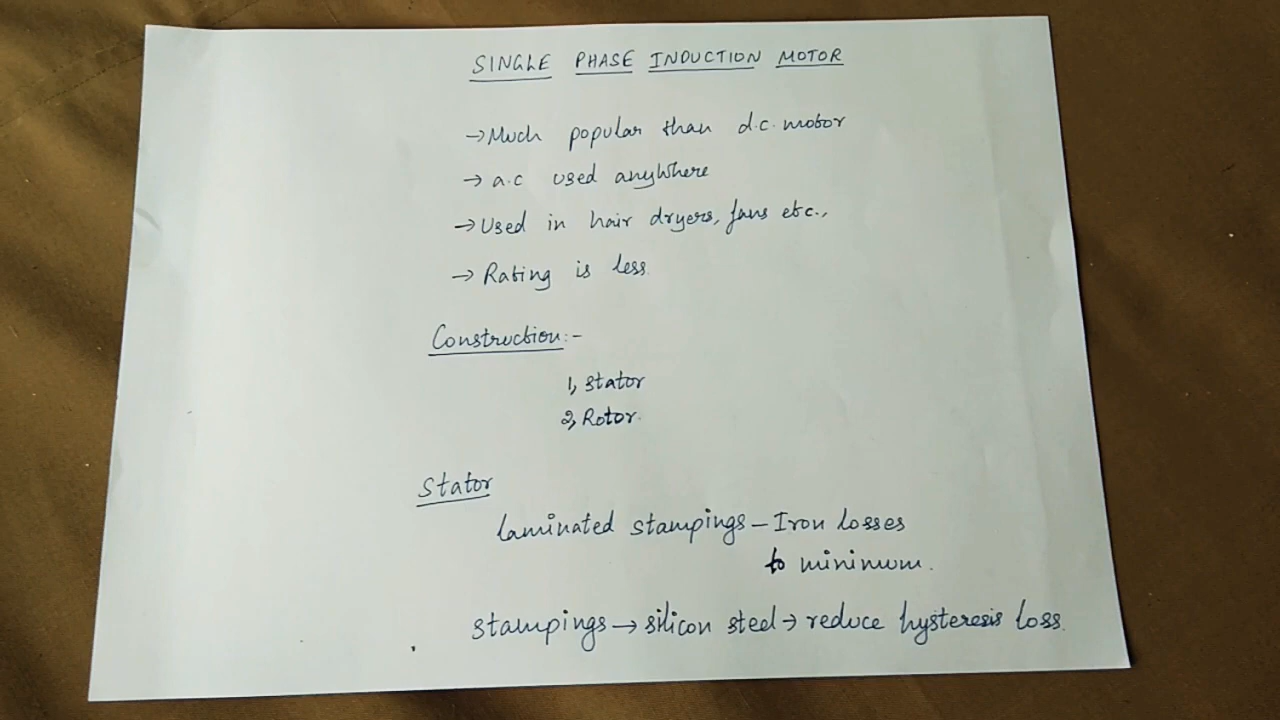 SINGLE PHASE INDUCTION MOTOR
→ Much popular than d.c. motor
→ a.c used anywhere
→ Used in hair dryers, fans etc.,
→ Rating is less.
Construction:-
1, Stator
2, Rotor.
Stator
laminated stampings - Iron losses
to minimum.
stampings → silicon steel → reduce hysteresis loss.